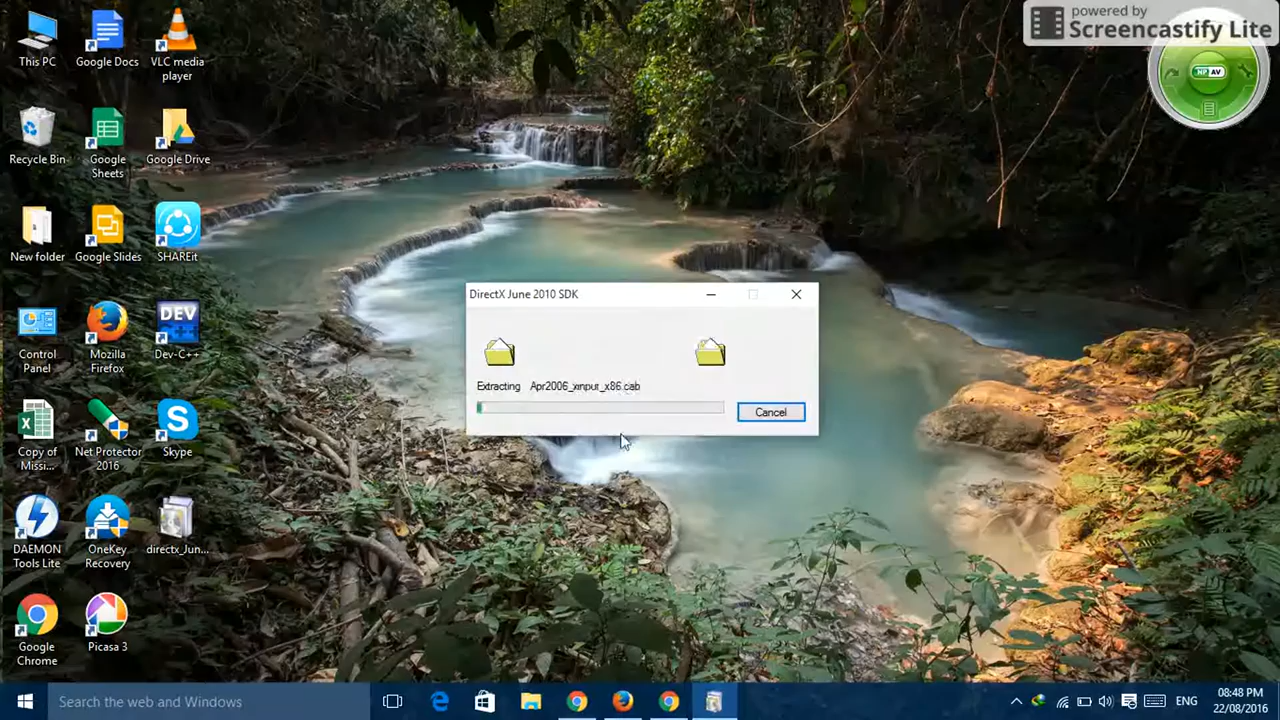 powered by
Screencastify Lite
This PC
Google Docs
VLC media
player
NP AV
Recycle Bin
Google
Sheets
Google Drive
New folder
Google Slides
SHAREit
DirectX June 2010 SDK
Extracting Apr2006_xinput_x86.cab
Cancel
Control
Panel
Mozilla
Firefox
DEV
Dev-C++
Copy of
Missi...
Net Protector
2016
Skype
DAEMON
Tools Lite
OneKey
Recovery
directx_Jun...
Google
Chrome
Picasa 3
Search the web and Windows
ENG
08:48 PM
22/08/2016